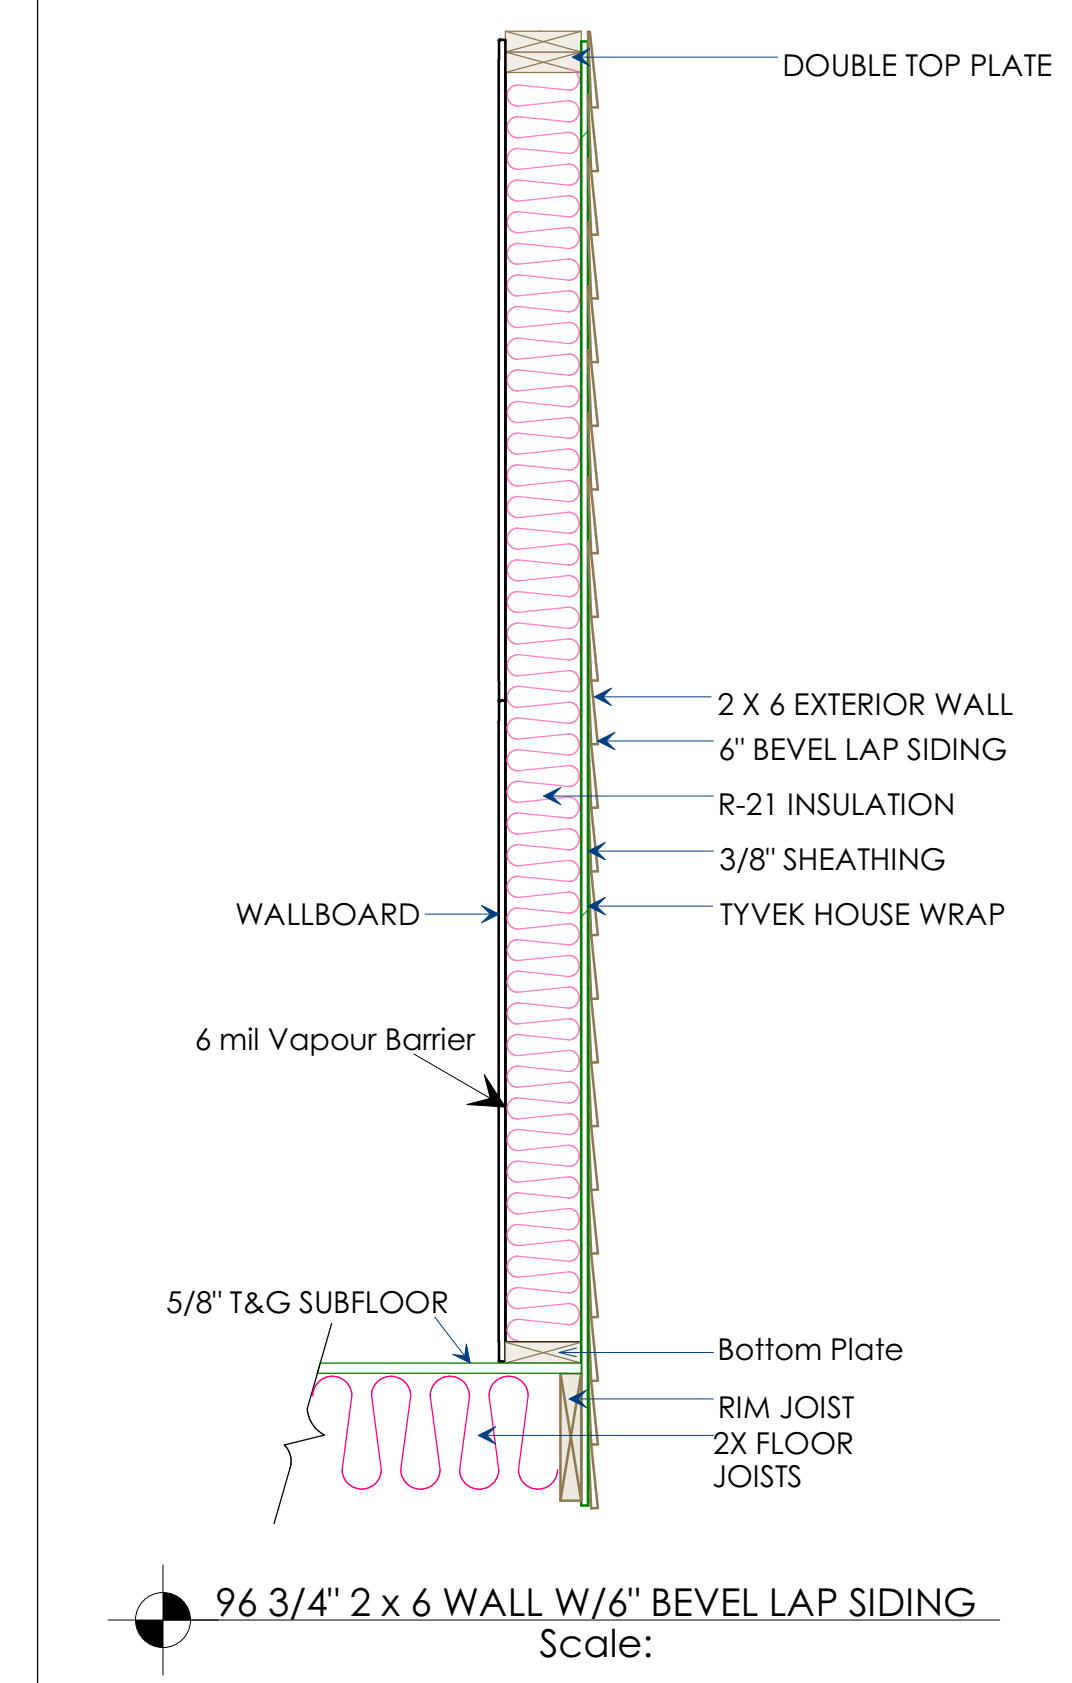 DOUBLE TOP PLATE
2 X 6 EXTERIOR WALL
6" BEVEL LAP SIDING
R-21 INSULATION
3/8" SHEATHING
WALLBOARD
TYVEK HOUSE WRAP
6 mil Vapour Barrier
5/8" T&G SUBFLOOR
Bottom Plate
RIM JOIST
2X FLOOR
JOISTS
96 3/4" 2 x 6 WALL W/6" BEVEL LAP SIDING
Scale: